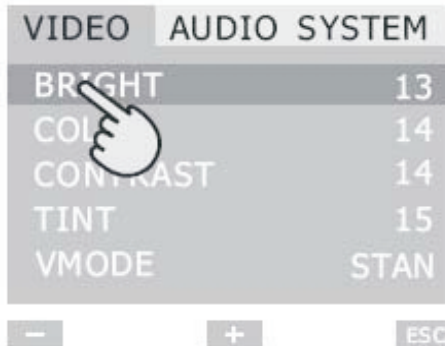 VIDEO AUDIO SYSTEM
BRIGHT 13
14
CONTRAST 14
TINT 15
VMODE STAN
- + ESC